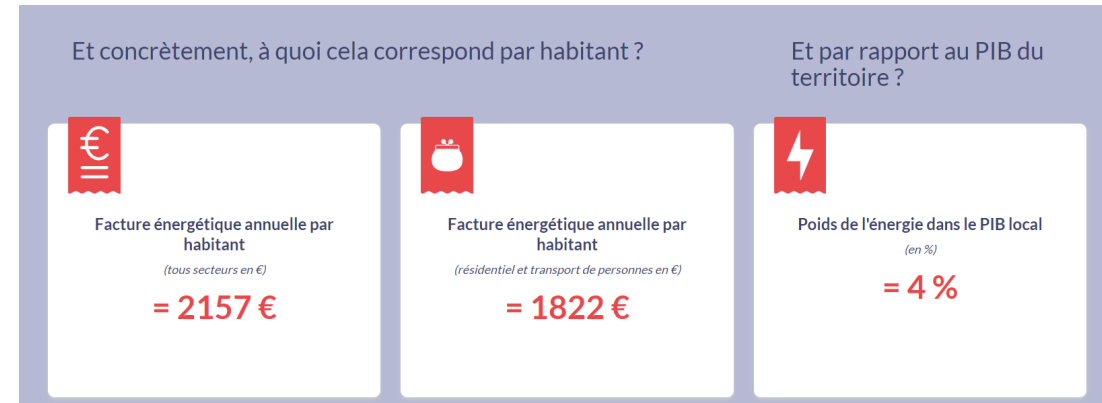 Et concrètement, à quoi cela correspond par habitant ?
Et par rapport au PIB du
territoire ?
€
Facture énergétique annuelle par
habitant
(tous secteurs en €)
= 2157 €
Facture énergétique annuelle par
habitant
(résidentiel et transport de personnes en €)
= 1822 €
Poids de l'énergie dans le PIB local
(en %)
= 4 %